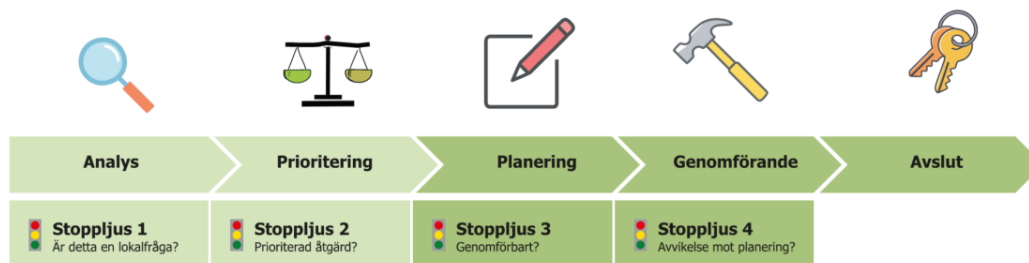 Analys
Prioritering
Planering
Genomförande
Avslut
Stoppljus 1
Är detta en lokalfråga?
Stoppljus 2
Prioriterad åtgärd?
Stoppljus 3
Genomförbart?
Stoppljus 4
Avvikelse mot planering?